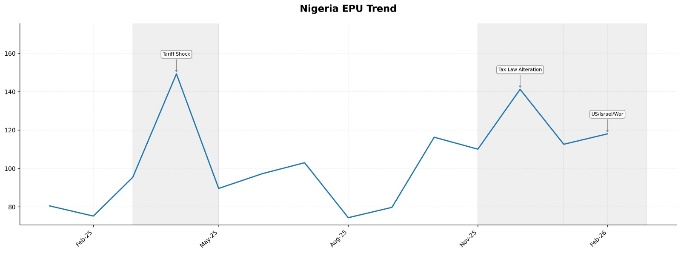 Nigeria EPU Trend
160
140
120
100
80
Tariff Shock
Tax Law Alteration
US/Israel/War
Feb-25
May-25
Aug-25
Nov-25
Feb-26